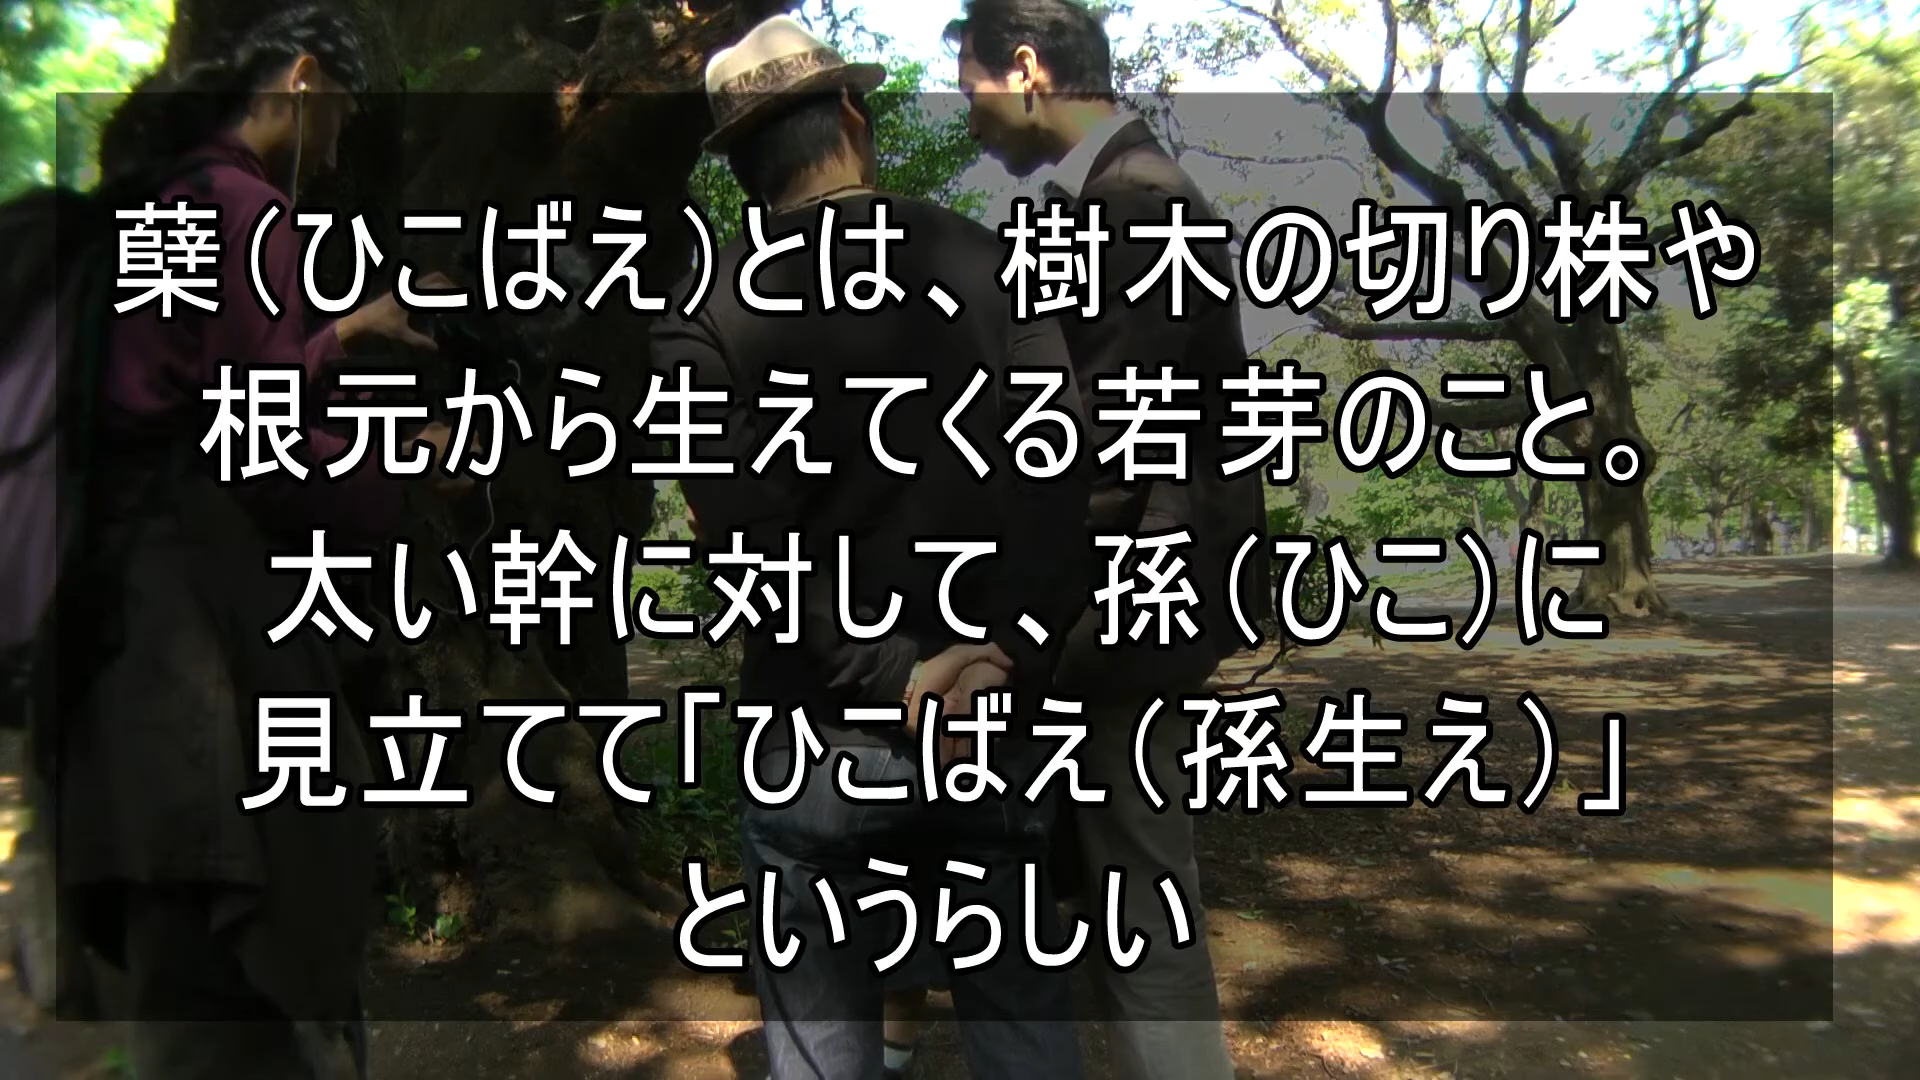 蘖（ひこばえ）とは、樹木の切り株や
根元から生えてくる若芽のこと。
太い幹に対して、孫（ひこ）に
見立てて「ひこばえ（孫生え）」
というらしい